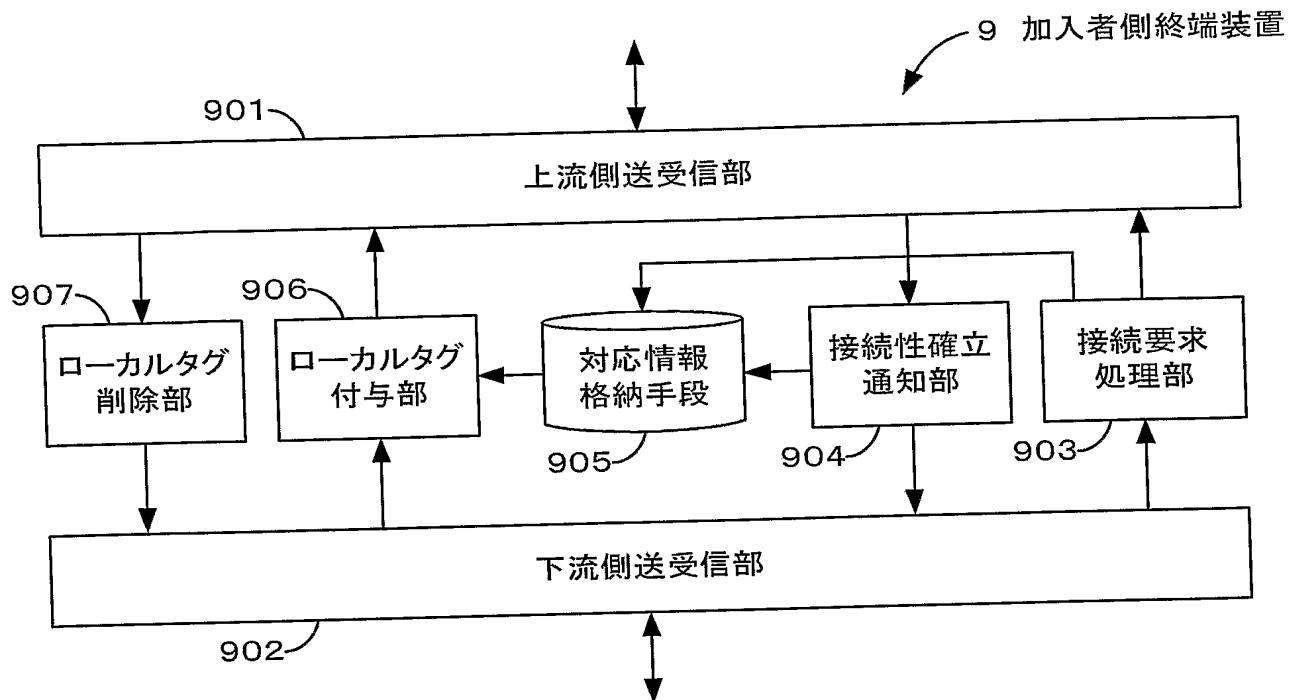 9 加入者側終端装置
901
上流側送受信部
907
ローカルタグ
削除部
906
ローカルタグ
付与部
対応情報
格納手段
905
接続性確立
通知部
904
接続要求
処理部
903
下流側送受信部
902